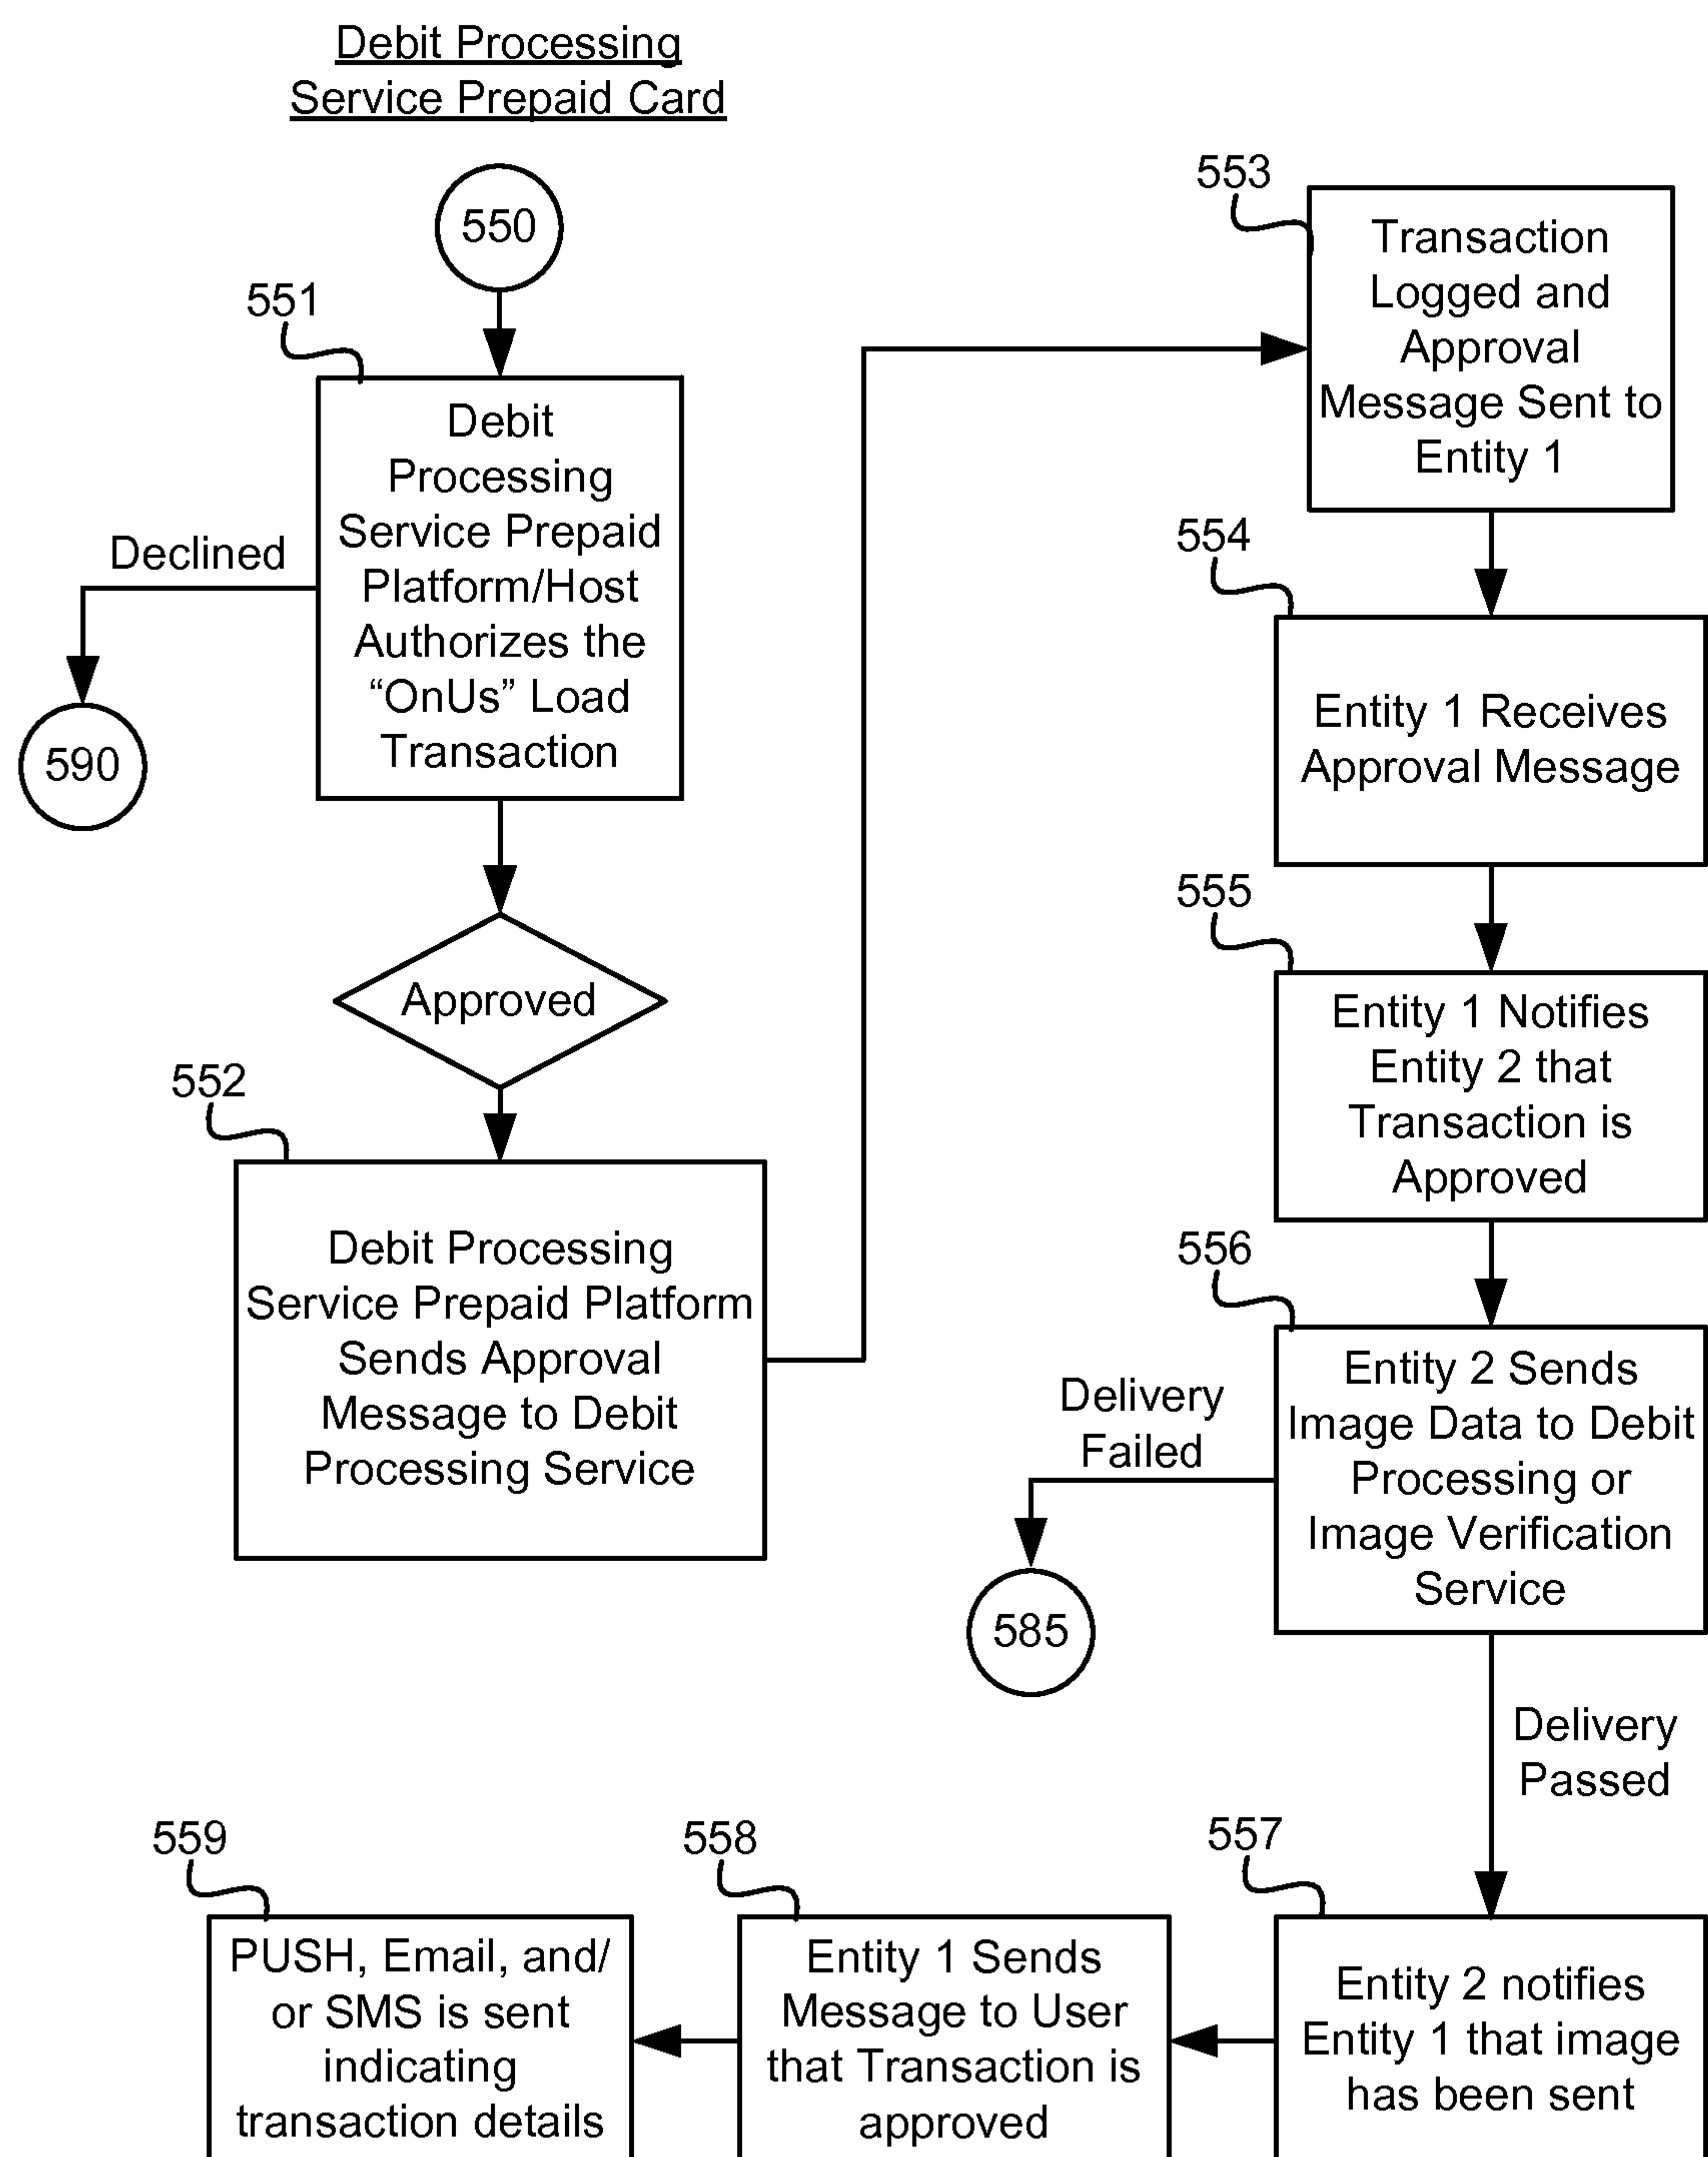 Debit Processing
Service Prepaid Card
550
551
Debit
Processing
Service Prepaid
Platform/Host
Authorizes the
“OnUs” Load
Transaction
Declined
590
Approved
552
Debit Processing
Service Prepaid Platform
Sends Approval
Message to Debit
Processing Service
553
Transaction
Logged and
Approval
Message Sent to
Entity 1
554
Entity 1 Receives
Approval Message
555
Entity 1 Notifies
Entity 2 that
Transaction is
Approved
556
Entity 2 Sends
Image Data to Debit
Processing or
Image Verification
Service
Delivery
Failed
585
Delivery
Passed
557
Entity 2 notifies
Entity 1 that image
has been sent
558
Entity 1 Sends
Message to User
that Transaction is
approved
559
PUSH, Email, and/
or SMS is sent
indicating
transaction details